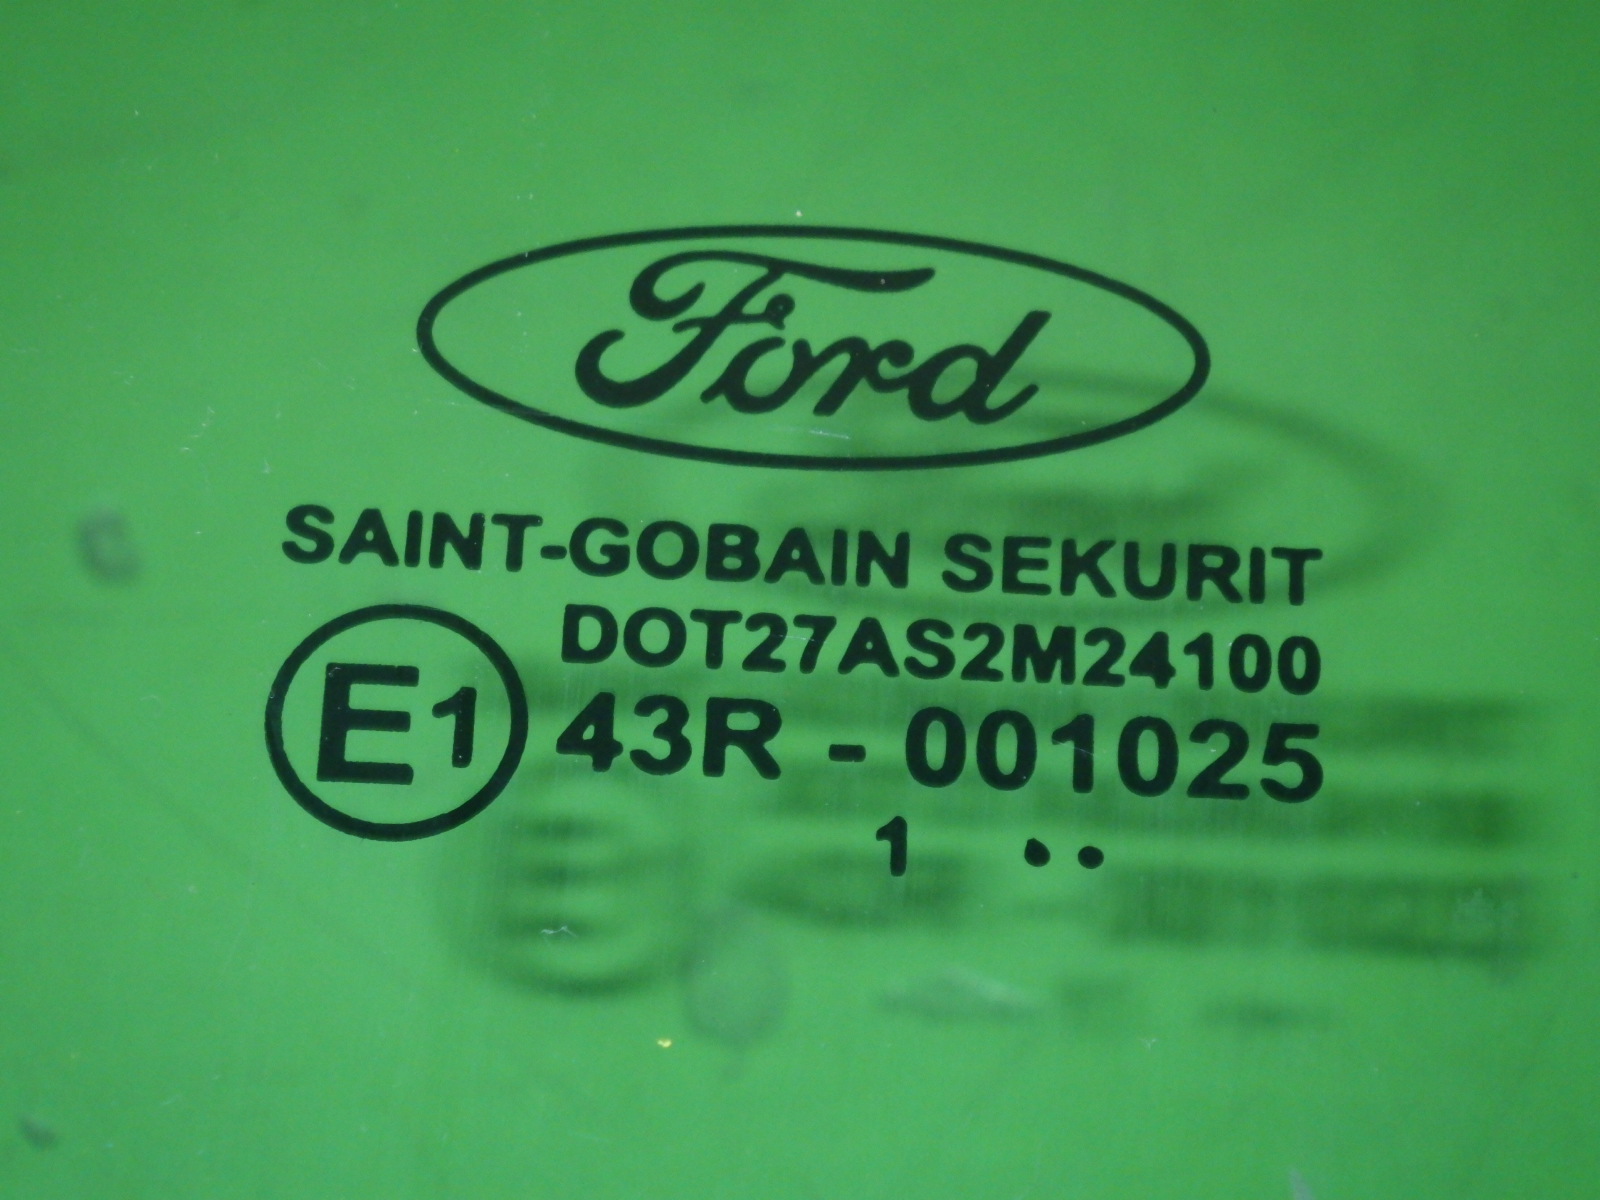 Ford
SAINT-GOBAIN SEKURIT
DOT27AS2M24100
E1 43R - 001025
1 ••